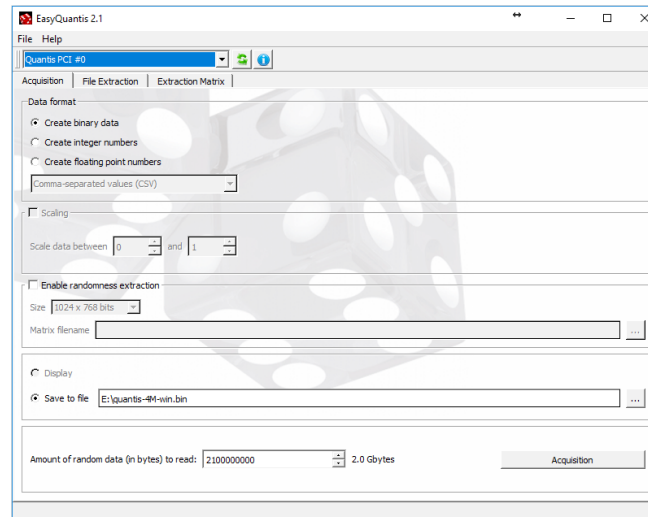 EasyQuantis 2.1
File Help
Quantis PCI #0
Acquisition File Extraction Extraction Matrix
Data format
Create binary data
Create integer numbers
Create floating point numbers
Comma-separated values (CSV)
Scaling
Scale data between 0 and 1
Enable randomness extraction
Size 1024 x 768 bits
Matrix filename ...
Display
Save to file E:\quantis-4M-win.bin ...
Amount of random data (in bytes) to read: 2100000000 2.0 Gbytes Acquisition